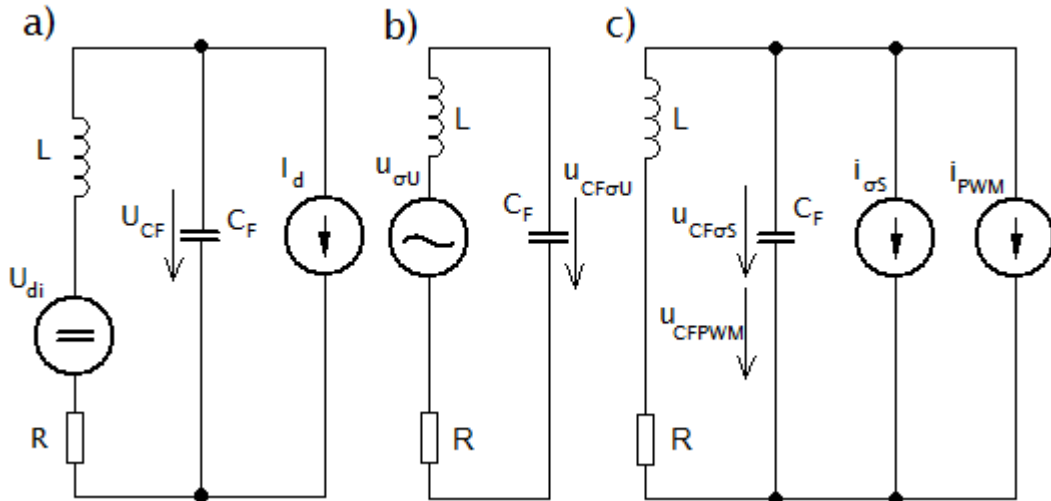 a)
L
U_CF
C_F
I_d
U_di
R
b)
L
u_σU
C_F
u_CFσU
R
c)
L
u_CFσS
C_F
i_σS
i_PWM
u_CFPWM
R